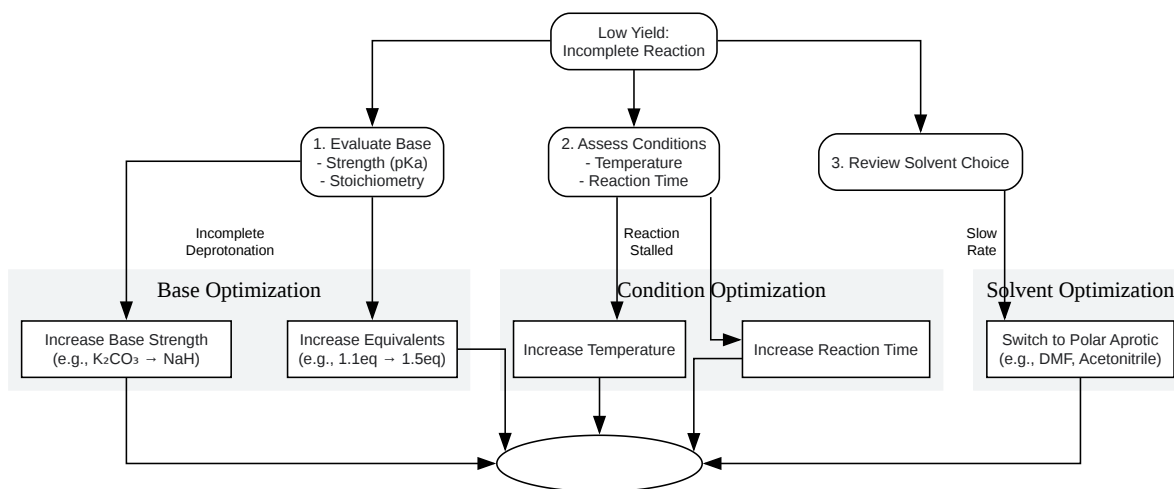 Low Yield:
Incomplete Reaction
1. Evaluate Base
- Strength (pKa)
- Stoichiometry
2. Assess Conditions
- Temperature
- Reaction Time
3. Review Solvent Choice
Incomplete
Deprotonation
Reaction
Stalled
Slow
Rate
Base Optimization
Condition Optimization
Solvent Optimization
Increase Base Strength
(e.g., K₂CO₃ → NaH)
Increase Equivalents
(e.g., 1.1eq → 1.5eq)
Increase Temperature
Increase Reaction Time
Switch to Polar Aprotic
(e.g., DMF, Acetonitrile)